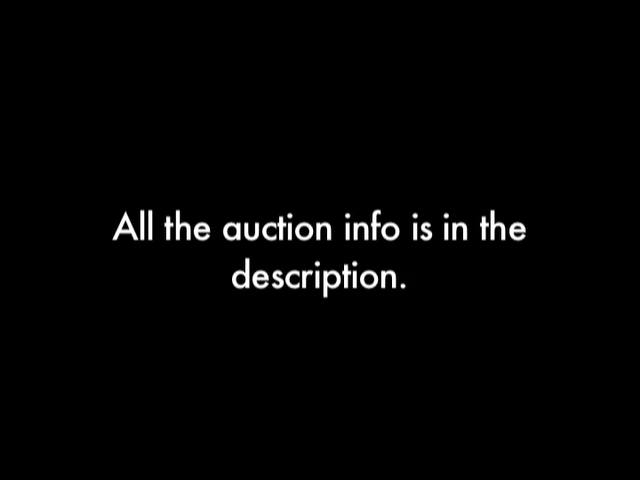 All the auction info is in the
description.